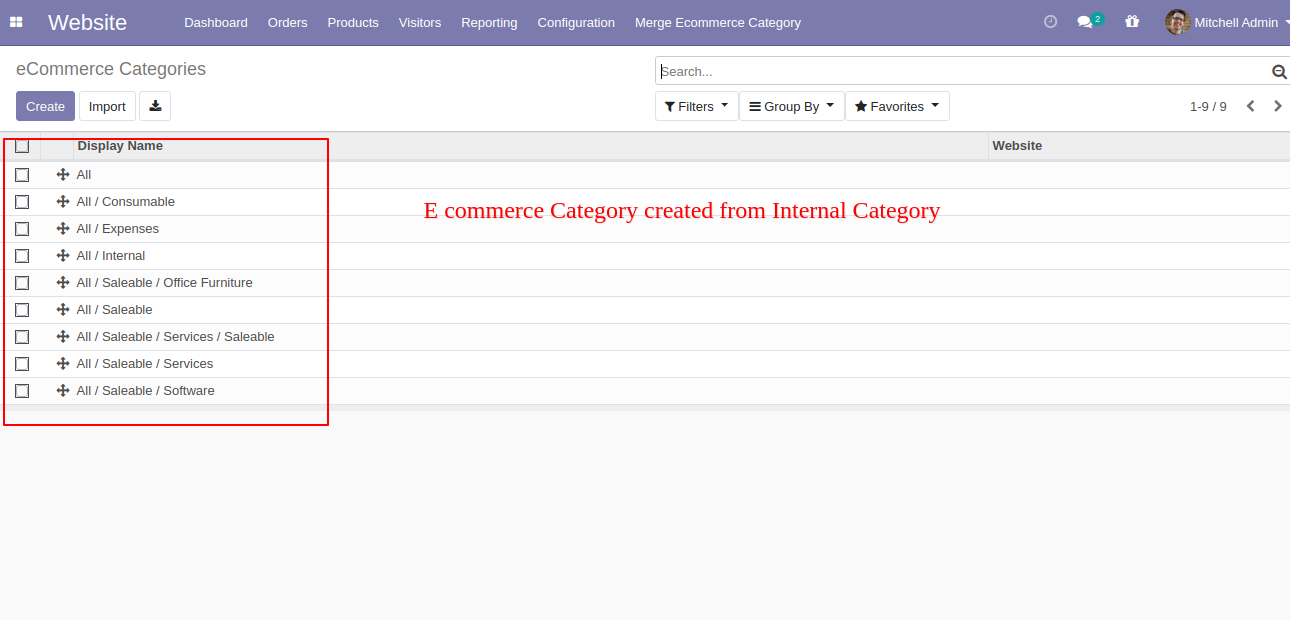 Website Dashboard Orders Products Visitors Reporting Configuration Merge Ecommerce Category 2 Mitchell Admin
eCommerce Categories
Search...
Create Import Filters Group By Favorites 1-9 / 9
Display Name Website
All
All / Consumable
E commerce Category created from Internal Category
All / Expenses
All / Internal
All / Saleable / Office Furniture
All / Saleable
All / Saleable / Services / Saleable
All / Saleable / Services
All / Saleable / Software